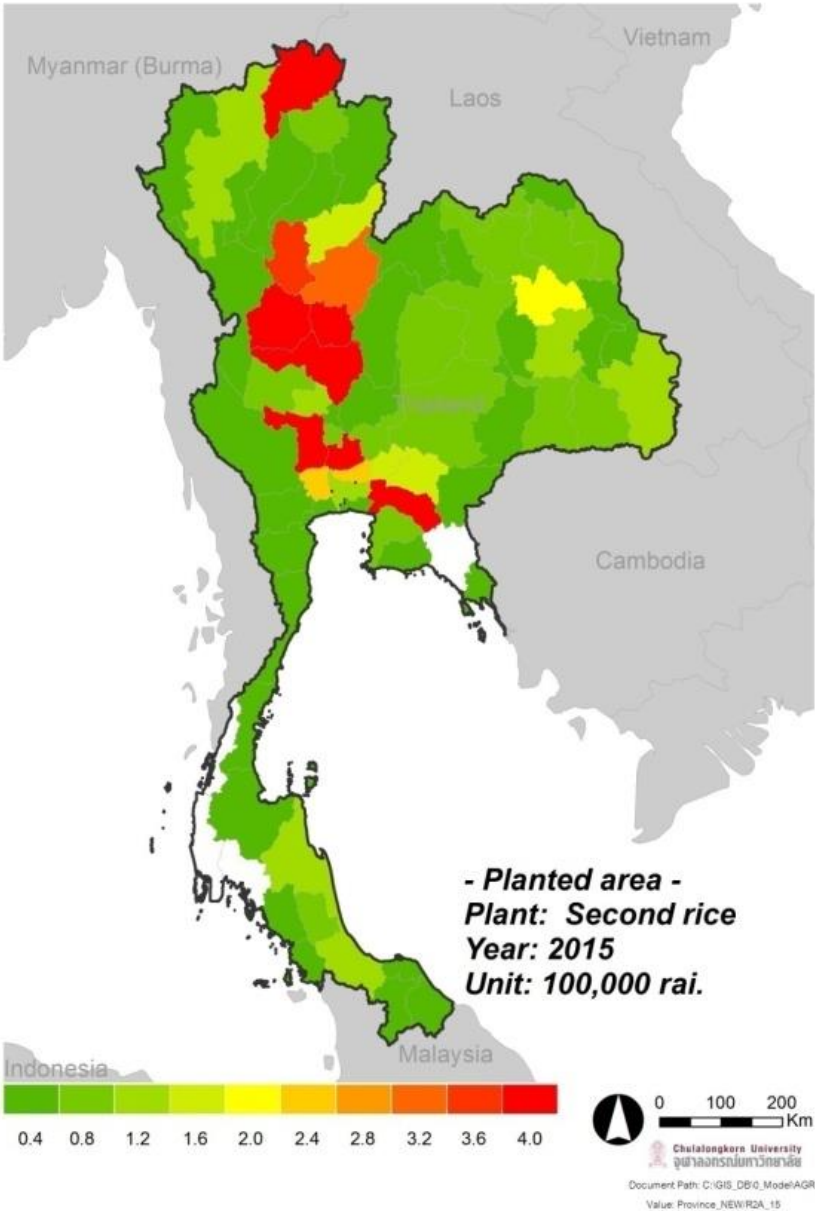 Vietnam
Myanmar (Burma)
Laos
Thailand
Cambodia
- Planted area -
Plant: Second rice
Year: 2015
Unit: 100,000 rai.
Indonesia
Malaysia
0.4 0.8 1.2 1.6 2.0 2.4 2.8 3.2 3.6 4.0
0 100 200
Km
Chulalongkorn University
จุฬาลงกรณ์มหาวิทยาลัย
Document Path: C:\GIS_DB\0_Model\AGR
Value: Province_NEW\R2A_15